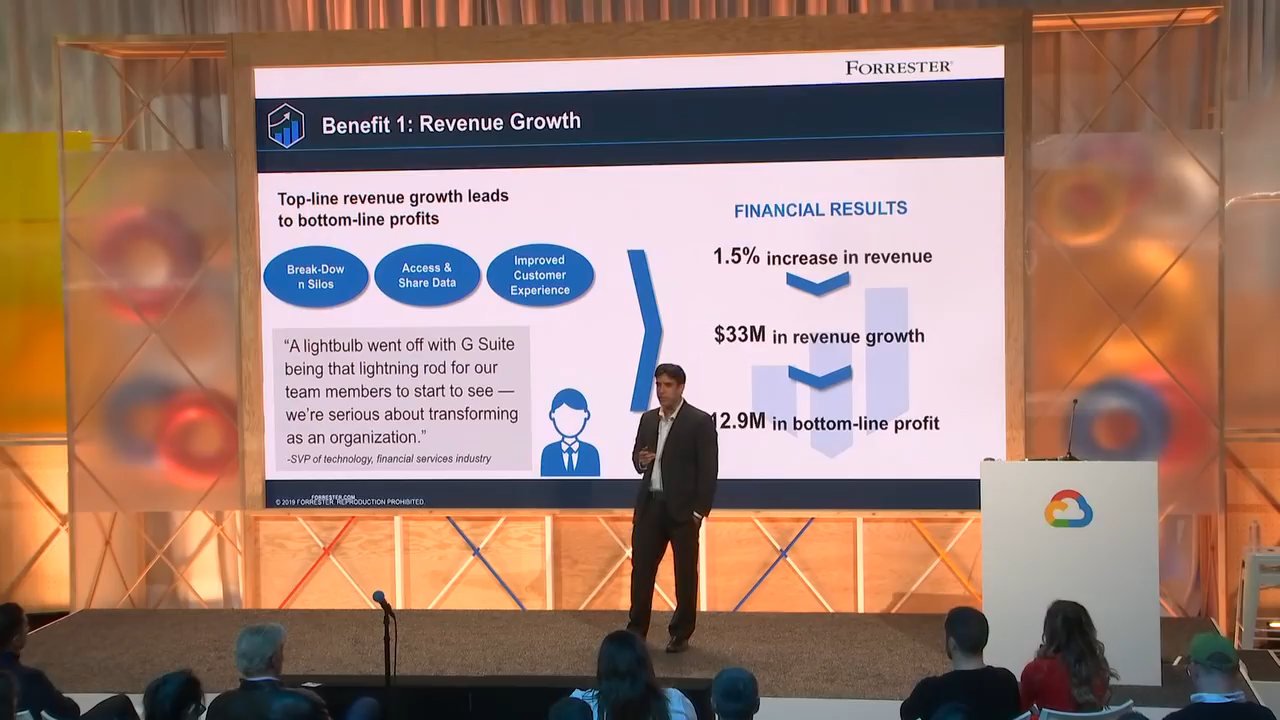 FORRESTER
Benefit 1: Revenue Growth
Top-line revenue growth leads
to bottom-line profits
Break-Dow
n Silos
Access &
Share Data
Improved
Customer
Experience
“A lightbulb went off with G Suite
being that lightning rod for our
team members to start to see —
we’re serious about transforming
as an organization.”
-SVP of technology, financial services industry
FINANCIAL RESULTS
1.5% increase in revenue
$33M in revenue growth
12.9M in bottom-line profit
FORRESTER.COM
© 2019 FORRESTER. REPRODUCTION PROHIBITED.